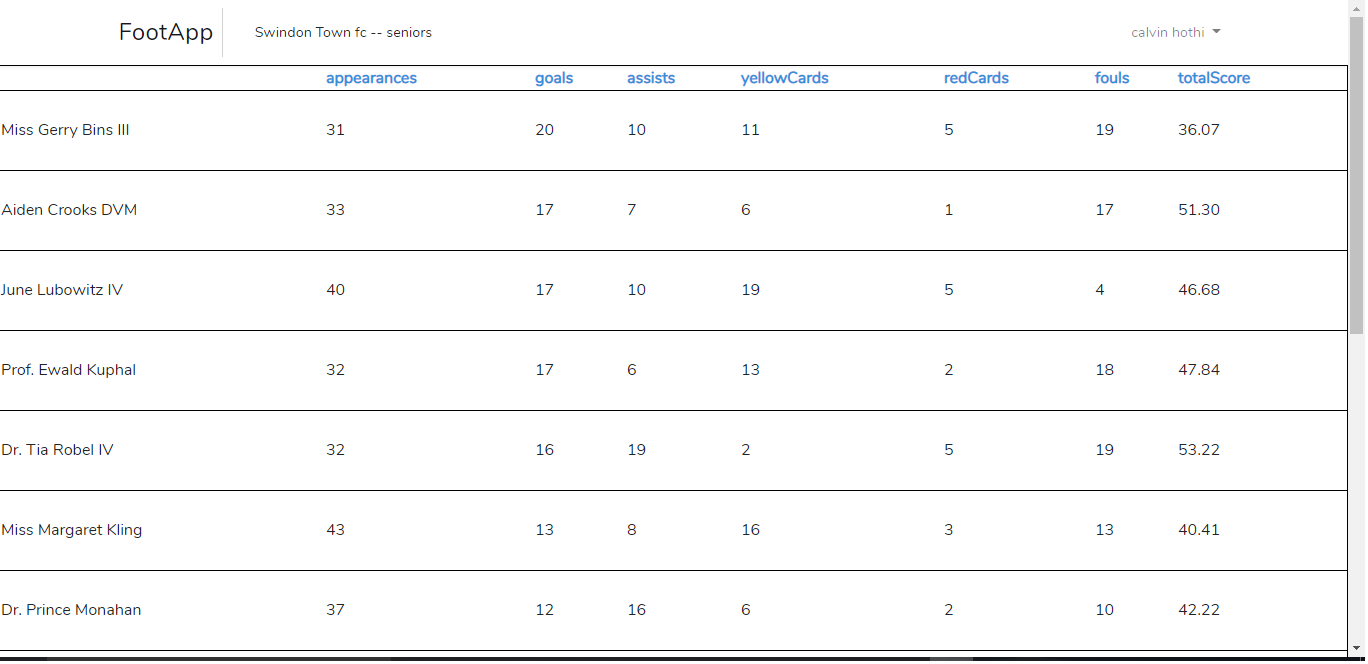 FootApp Swindon Town fc -- seniors calvin hothi
appearances goals assists yellowCards redCards fouls totalScore
Miss Gerry Bins III 31 20 10 11 5 19 36.07
Aiden Crooks DVM 33 17 7 6 1 17 51.30
June Lubowitz IV 40 17 10 19 5 4 46.68
Prof. Ewald Kuphal 32 17 6 13 2 18 47.84
Dr. Tia Robel IV 32 16 19 2 5 19 53.22
Miss Margaret Kling 43 13 8 16 3 13 40.41
Dr. Prince Monahan 37 12 16 6 2 10 42.22